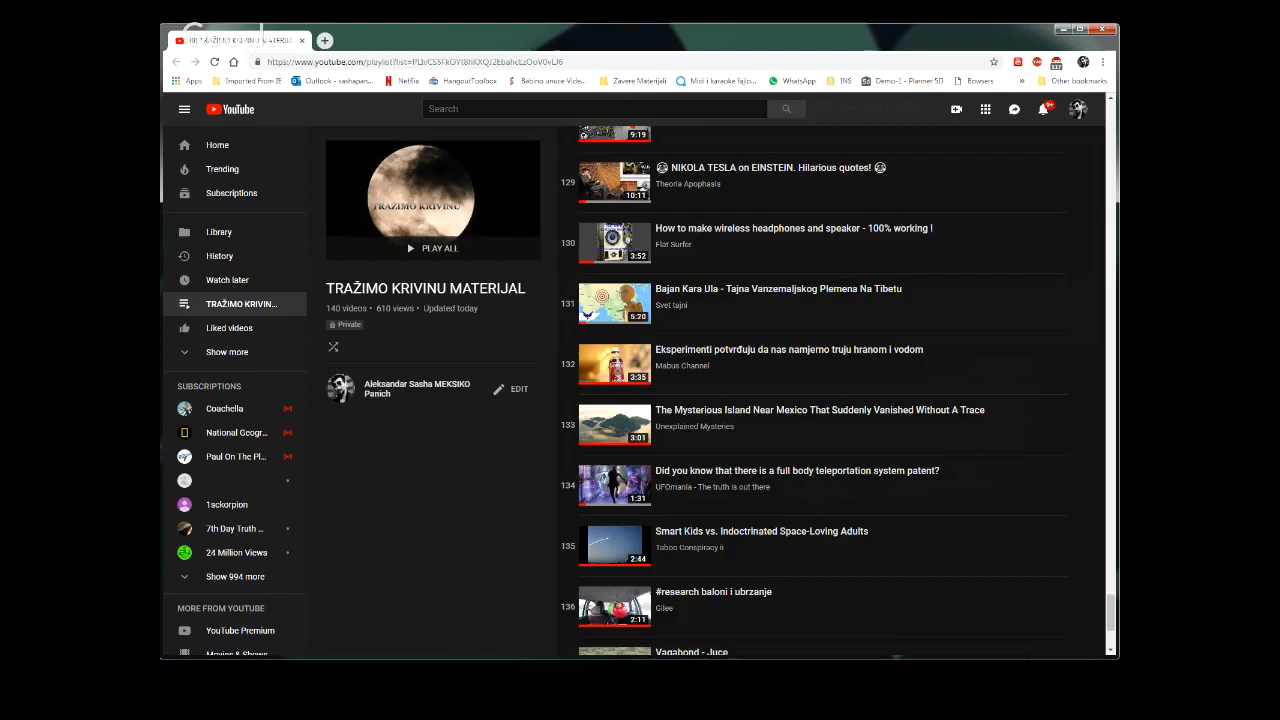 TRAŽIMO KRIVINU MATERIJA
Search
YouTube
Apps
Imported From IE
Outlook - sashapan...
Netflix
HangoutToolbox
Babino unuce Vide...
Zavere Materijali
Midi i karaoke fajlo...
WhatsApp
INS
Demo-1 - Planner 5D
Bowsers
»
Other bookmarks
9+
Home
Trending
Subscriptions
Library
History
Watch later
TRAŽIMO KRIVIN...
Liked videos
Show more
SUBSCRIPTIONS
Coachella
National Geogr...
Paul On The Pl...
1sckorpion
7th Day Truth ...
24 Million Views
Show 994 more
MORE FROM YOUTUBE
YouTube Premium
Movies & Shows
TRAŽIMO KRIVINU
PLAY ALL
TRAŽIMO KRIVINU MATERIJAL
140 videos • 610 views • Updated today
Private
Aleksandar Sasha MEKSIKO
Panich
EDIT
9:19
129
10:11
😂 NIKOLA TESLA on EINSTEIN. Hilarious quotes! 😂
Theoria Apophasis
130
3:52
How to make wireless headphones and speaker - 100% working !
Flat Surfer
131
5:20
Bajan Kara Ula - Tajna Vanzemaljskog Plemena Na Tibetu
Svet tajni
132
3:35
Eksperimenti potvrđuju da nas namjerno truju hranom i vodom
Mabus Channel
133
3:01
The Mysterious Island Near Mexico That Suddenly Vanished Without A Trace
Unexplained Mysteries
134
1:31
Did you know that there is a full body teleportation system patent?
UFOmania - The truth is out there
135
2:44
Smart Kids vs. Indoctrinated Space-Loving Adults
Taboo Conspiracy ii
136
2:11
#research baloni i ubrzanje
Gilee
Vagabond - Juce